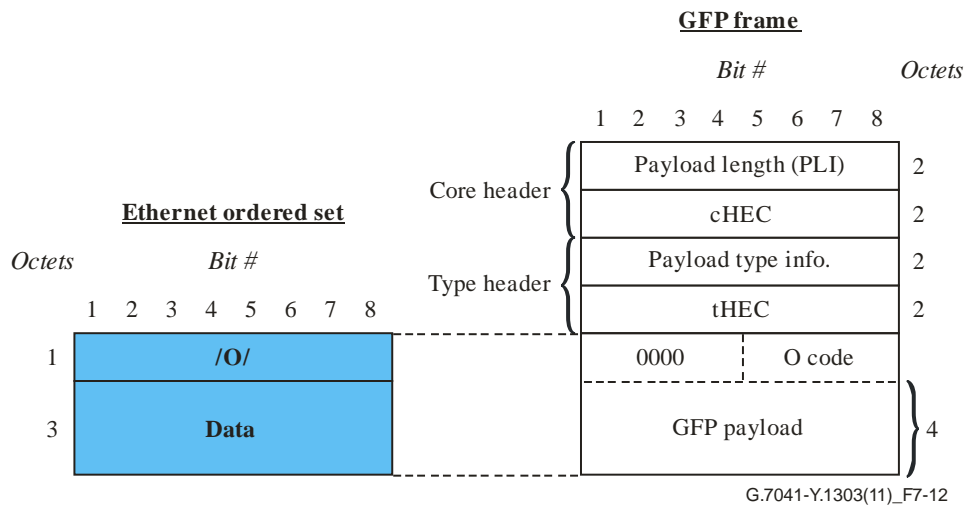 GFP frame
Bit # Octets
1 2 3 4 5 6 7 8
Payload length (PLI) 2
Core header
cHEC 2
Ethernet ordered set
Payload type info. 2
Octets Bit #
Type header
tHEC 2
1 2 3 4 5 6 7 8
1 /O/ 0000 O code
3 Data GFP payload 4
G.7041-Y.1303(11)_F7-12